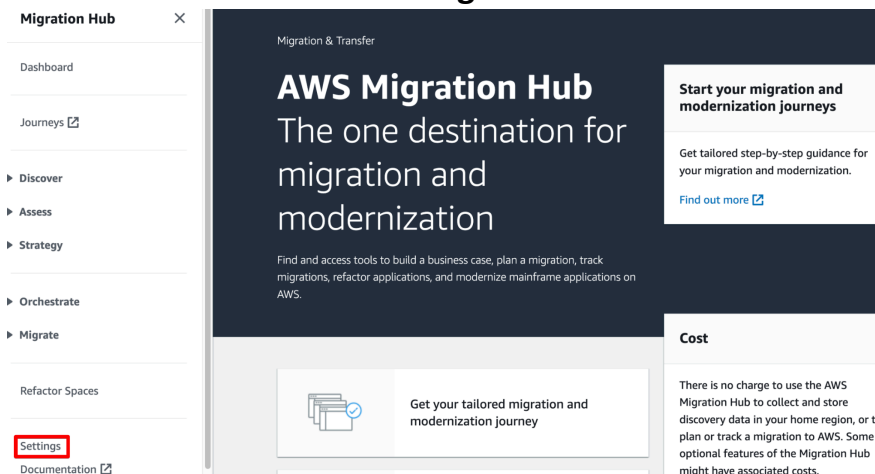 Migration Hub
Dashboard
Journeys
Discover
Assess
Strategy
Orchestrate
Migrate
Refactor Spaces
Settings
Documentation
Migration & Transfer
AWS Migration Hub
The one destination for
migration and
modernization
Find and access tools to build a business case, plan a migration, track
migrations, refactor applications, and modernize mainframe applications on
AWS.
Get your tailored migration and
modernization journey
Start your migration and
modernization journeys
Get tailored step-by-step guidance for
your migration and modernization.
Find out more
Cost
There is no charge to use the AWS
Migration Hub to collect and store
discovery data in your home region, or
plan or track a migration to AWS. Some
optional features of the Migration Hub
might have associated costs.